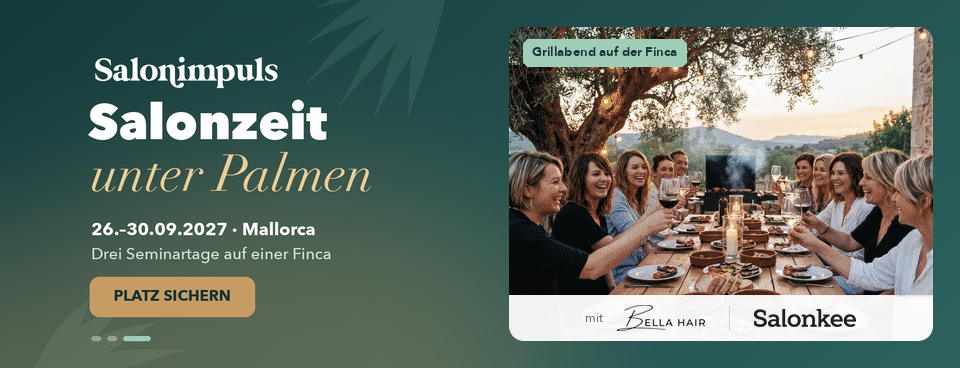 Salonimpuls
Salonzeit
unter Palmen
26.–30.09.2027 · Mallorca
Drei Seminartage auf einer Finca
PLATZ SICHERN
Grillabend auf der Finca
mit BELLA HAIR Salonkee